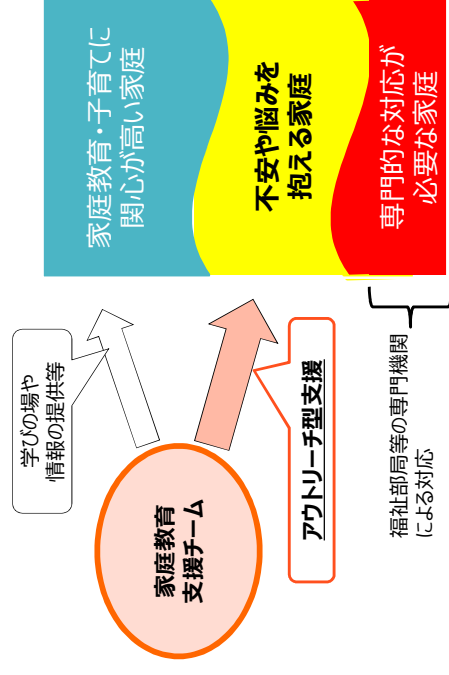 学びの場や
情報の提供等
家庭教育
支援チーム
アウトリーチ型支援
家庭教育・子育てに
関心が高い家庭
不安や悩みを
抱える家庭
専門的な対応が
必要な家庭
福祉部局等の専門機関
による対応